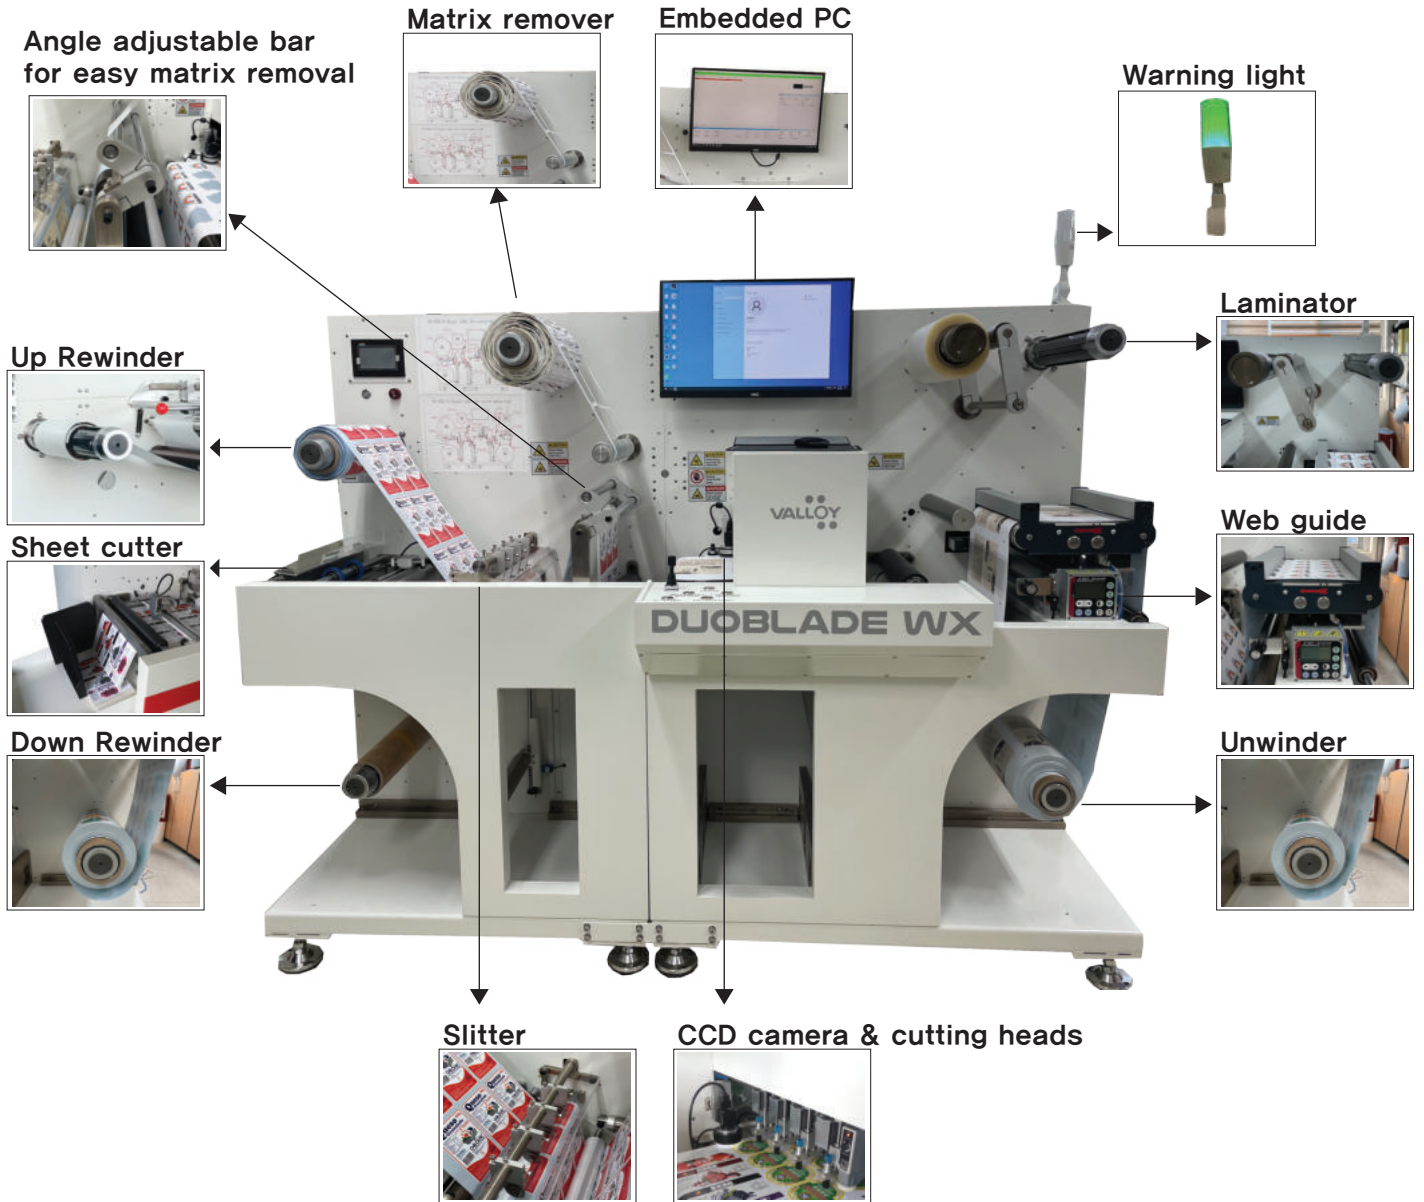 Matrix remover
Embedded PC
Angle adjustable bar
for easy matrix removal
Warning light
Laminator
Up Rewinder
VALLOY
Web guide
Sheet cutter
DUOBLADE WX
Down Rewinder
Unwinder
Slitter
CCD camera & cutting heads